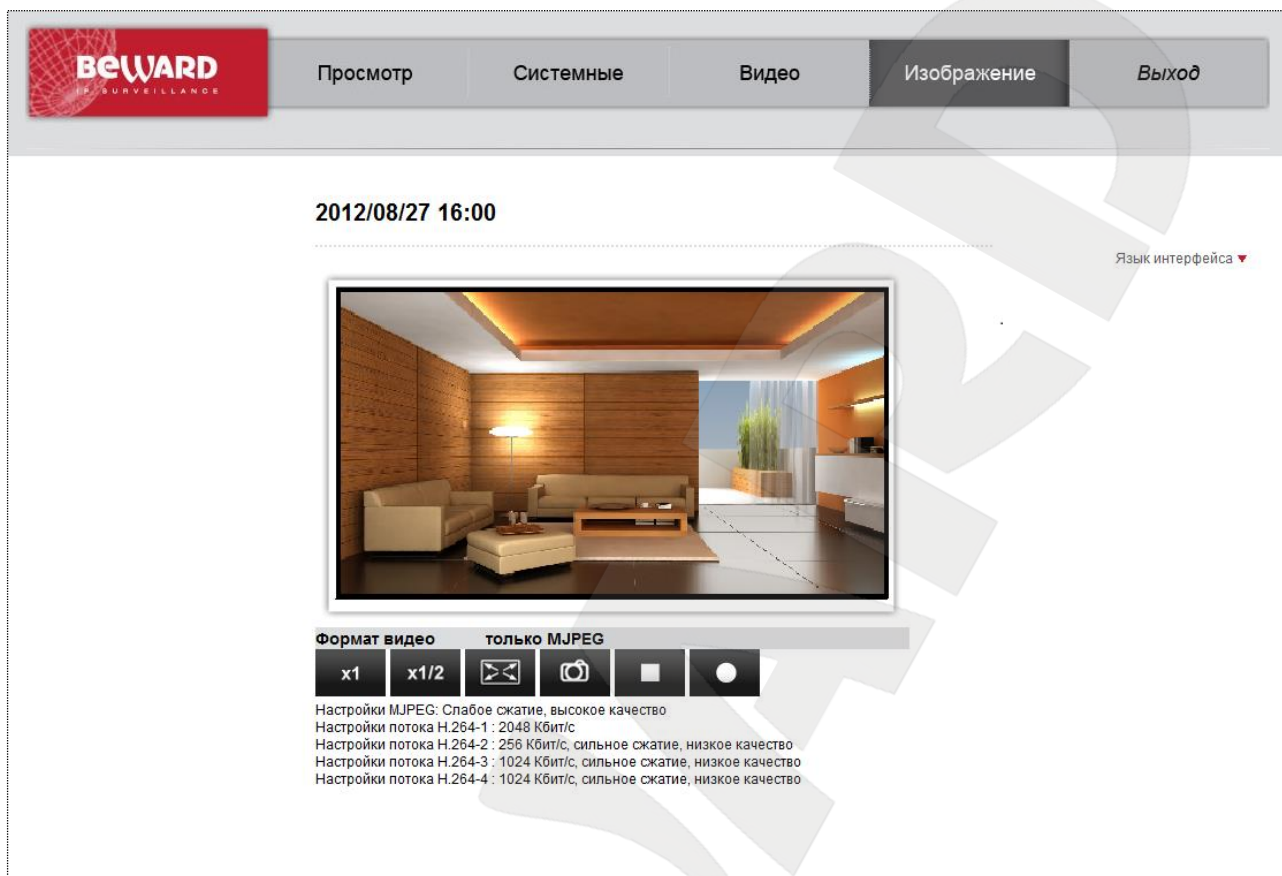 BEWARD
IP SURVEILLANCE
Просмотр
Системные
Видео
Изображение
Выход
2012/08/27 16:00
Язык интерфейса
Формат видео только MJPEG
x1
x1/2
Настройки MJPEG: Слабое сжатие, высокое качество
Настройки потока H.264-1 : 2048 Кбит/с
Настройки потока H.264-2 : 256 Кбит/с, сильное сжатие, низкое качество
Настройки потока H.264-3 : 1024 Кбит/с, сильное сжатие, низкое качество
Настройки потока H.264-4 : 1024 Кбит/с, сильное сжатие, низкое качество